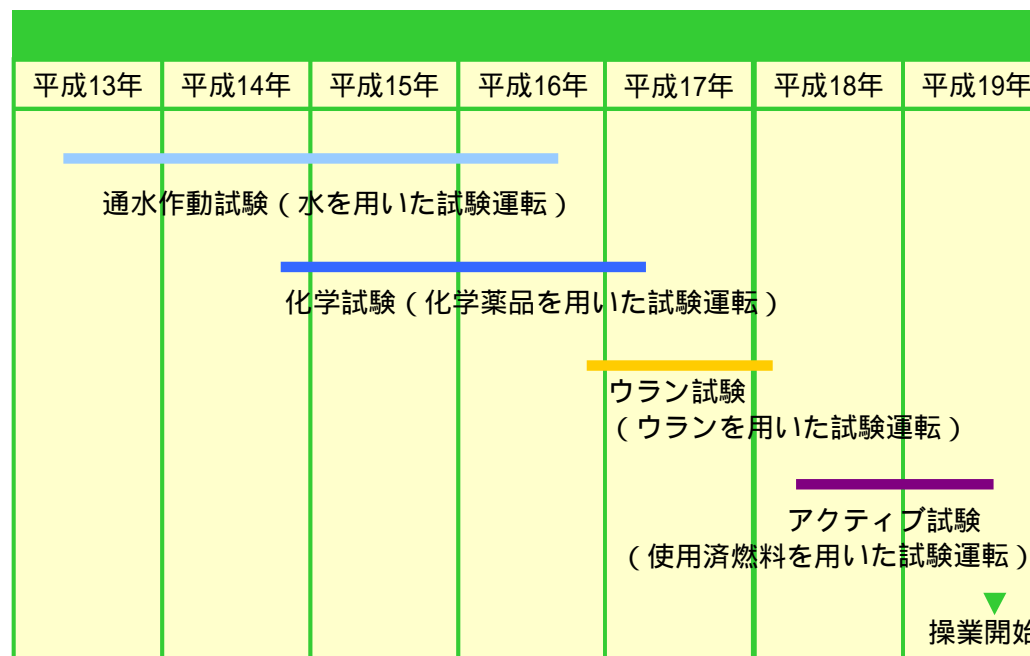 平成13年 平成14年 平成15年 平成16年 平成17年 平成18年 平成19年
通水作動試験(水を用いた試験運転)
化学試験(化学薬品を用いた試験運転)
ウラン試験
(ウランを用いた試験運転)
アクティブ試験
(使用済燃料を用いた試験運転)
操業開始